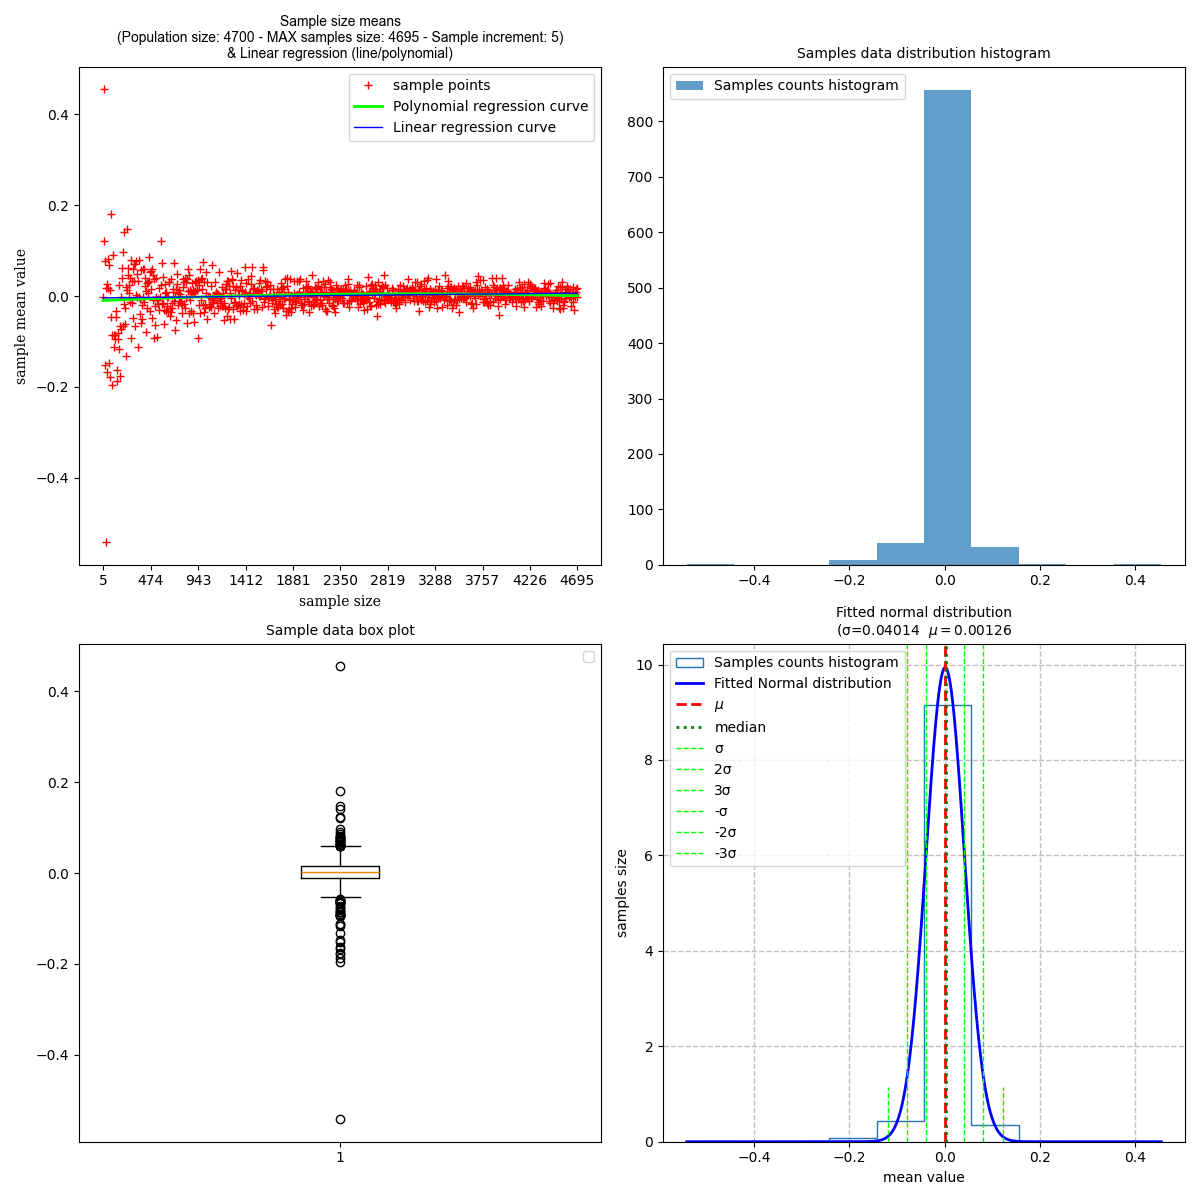 Sample size means
(Population size: 4700 - MAX samples size: 4695 - Sample increment: 5)
& Linear regression (line/polynomial)
sample points
Polynomial regression curve
Linear regression curve
0.4
0.2
0.0
−0.2
−0.4
sample mean value
5 474 943 1412 1881 2350 2819 3288 3757 4226 4695
sample size
Samples data distribution histogram
Samples counts histogram
800
700
600
500
400
300
200
100
0
−0.4 −0.2 0.0 0.2 0.4
Sample data box plot
0.4
0.2
0.0
−0.2
−0.4
1
Fitted normal distribution
(σ=0.04014 μ = 0.00126
Samples counts histogram
Fitted Normal distribution
μ
median
σ
2σ
3σ
-σ
-2σ
-3σ
10
8
6
4
2
0
samples size
−0.4 −0.2 0.0 0.2 0.4
mean value